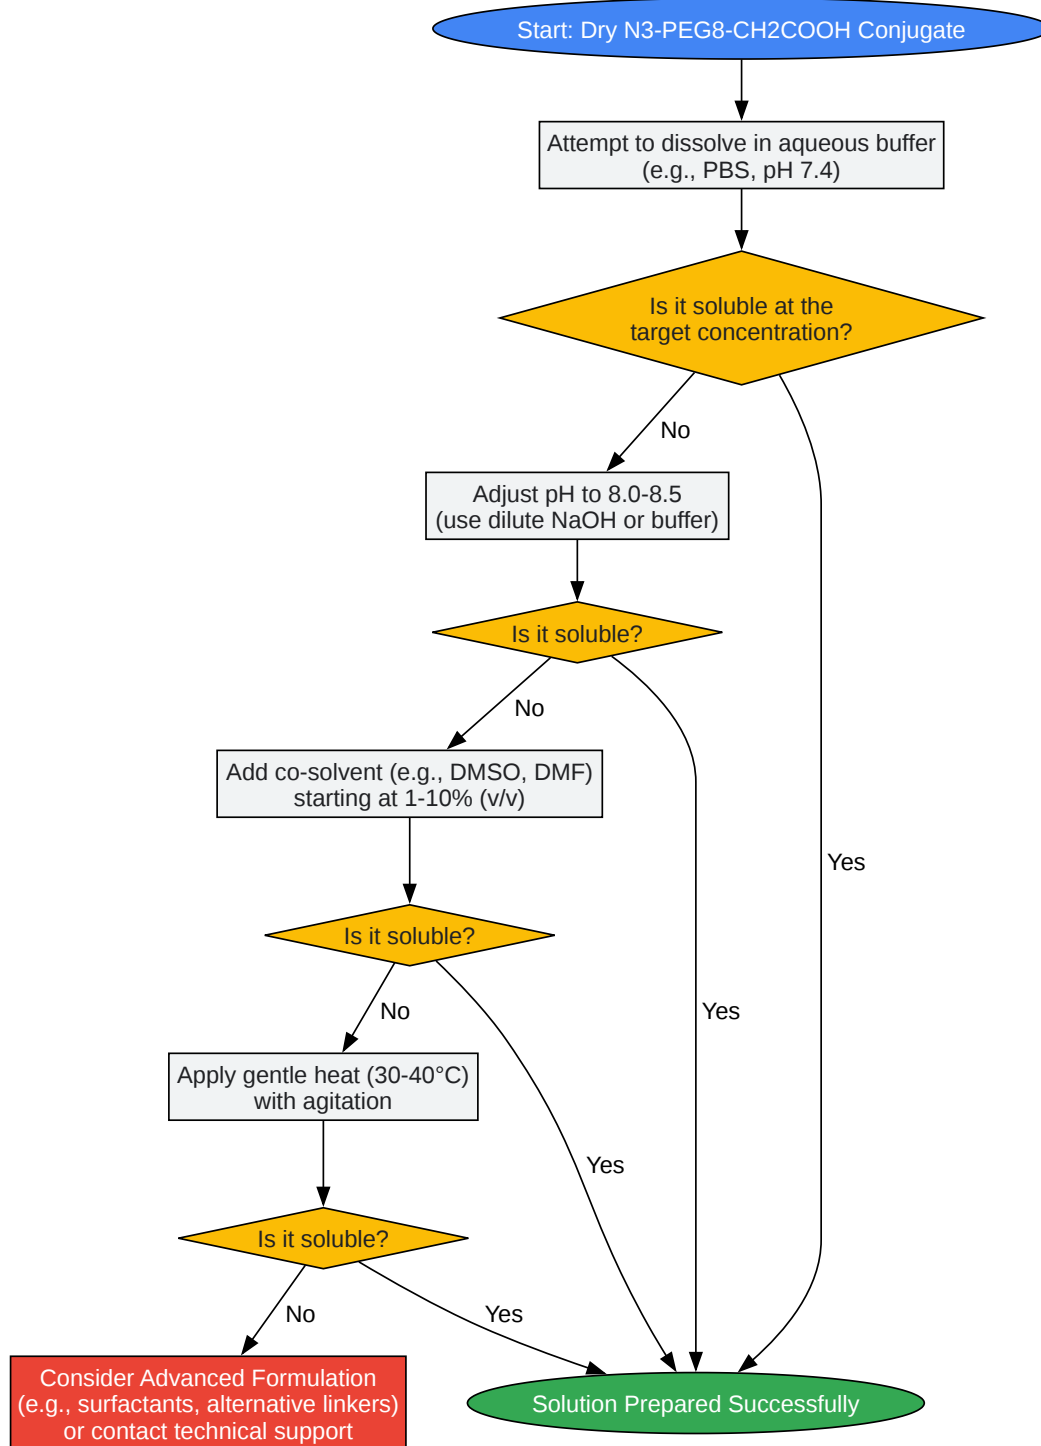 Start: Dry N3-PEG8-CH2COOH Conjugate
Attempt to dissolve in aqueous buffer
(e.g., PBS, pH 7.4)
Is it soluble at the
target concentration?
No
Adjust pH to 8.0-8.5
(use dilute NaOH or buffer)
Is it soluble?
No
Add co-solvent (e.g., DMSO, DMF)
starting at 1-10% (v/v)
Yes
Is it soluble?
No
Yes
Apply gentle heat (30-40°C)
with agitation
Yes
Is it soluble?
No
Yes
Consider Advanced Formulation
(e.g., surfactants, alternative linkers)
or contact technical support
Solution Prepared Successfully